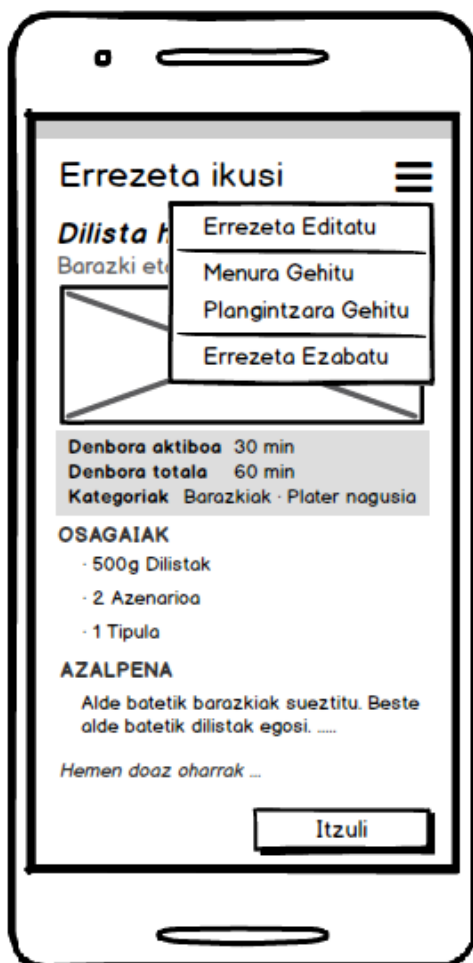 Errezeta ikusi
Dilista
Errezeta Editatu
Barazki
Menura Gehitu
Plangintzara Gehitu
Errezeta Ezabatu
Denbora aktiboa 30 min
Denbora totala 60 min
Kategoriak Barazkiak · Plater nagusia
OSAGAIAK
· 500g Dilistak
· 2 Azenarioa
· 1 Tipula
AZALPENA
Alde batetik barazkiak sueztitu. Beste
alde batetik dilistak egosi. .....
Hemen doaz oharrak ...
Itzuli